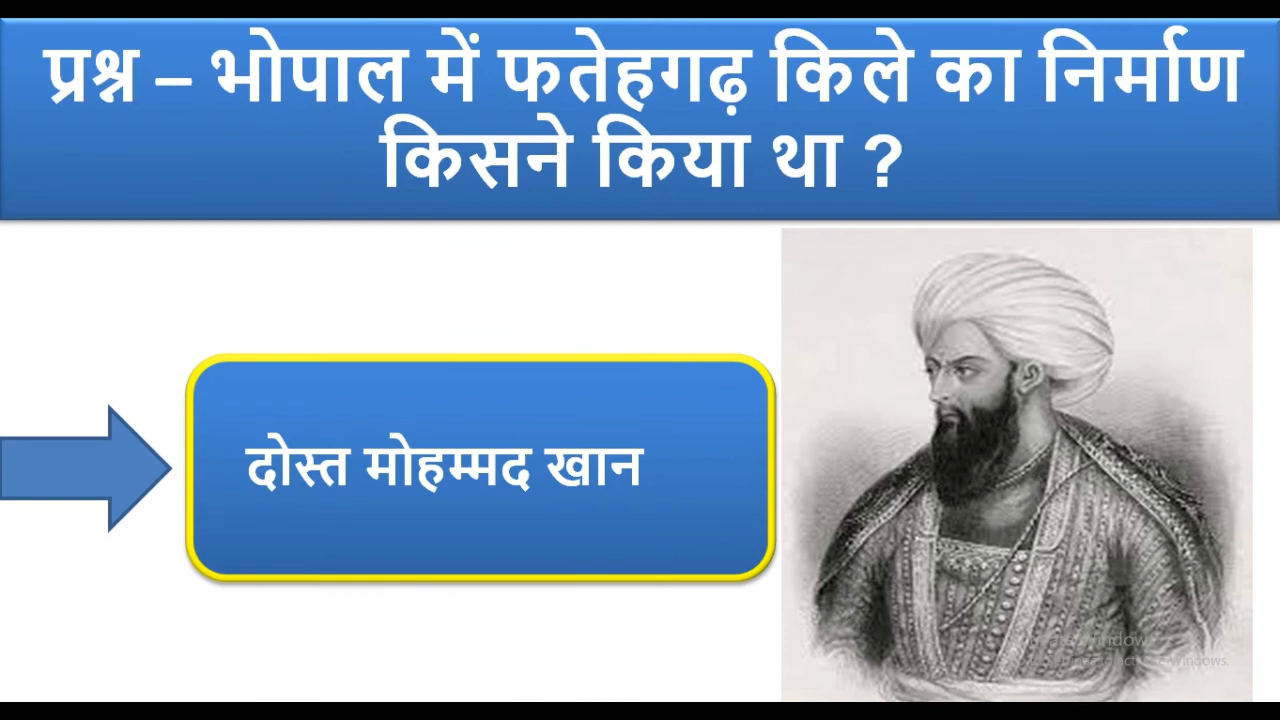 प्रश्न – भोपाल में फतेहगढ़ किले का निर्माण
किसने किया था ?
दोस्त मोहम्मद खान